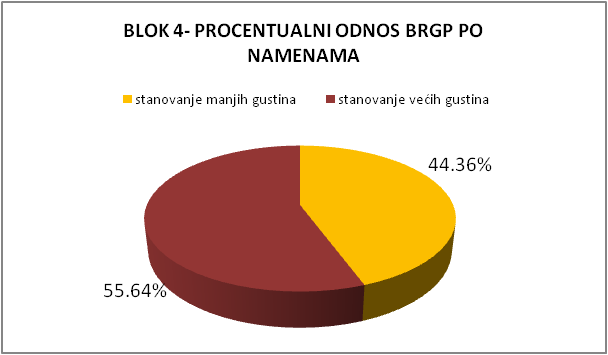 BLOK 4- PROCENTUALNI ODNOS BRGP PO
NAMENAMA
stanovanje manjih gustina stanovanje većih gustina
44.36%
55.64%